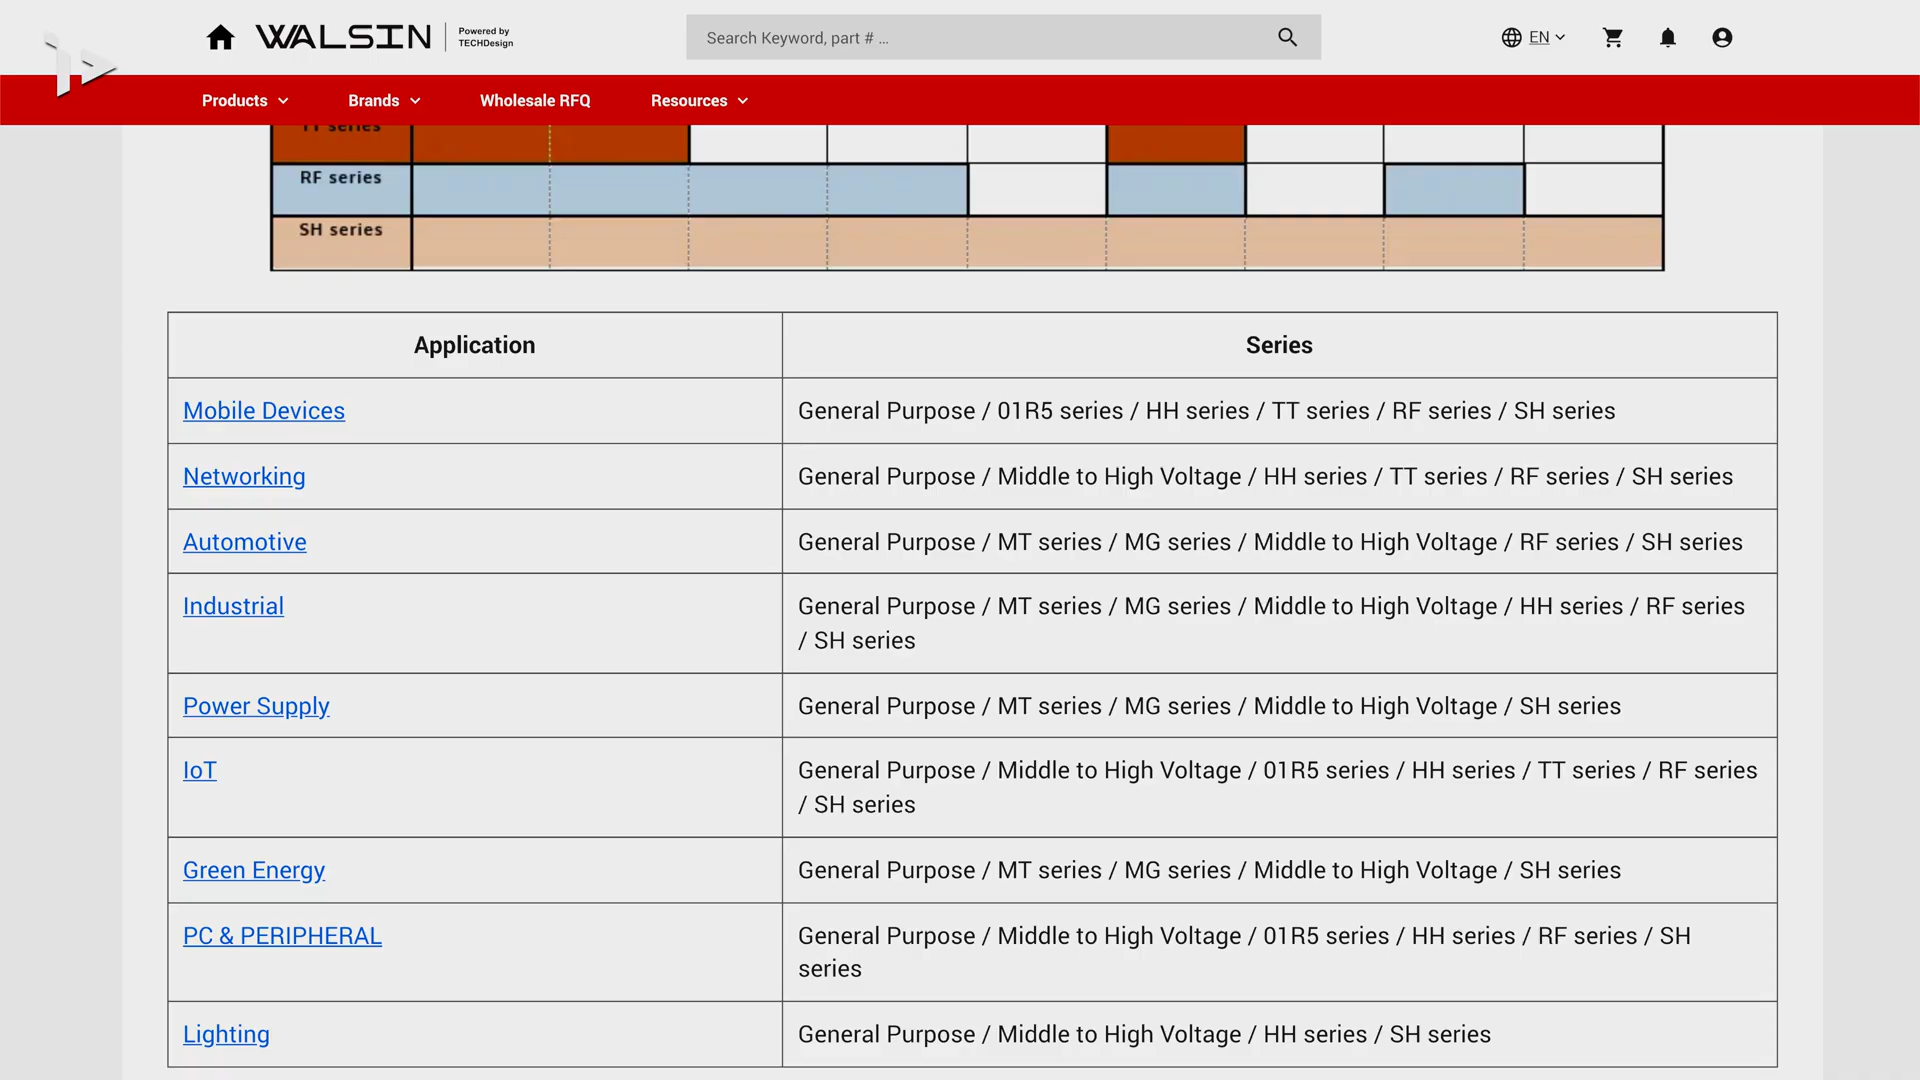 WALSIN
Powered by
TECHDesign
Search Keyword, part # ...
EN
Products
Brands
Wholesale RFQ
Resources
TT series
RF series
SH series
Application
Series
Mobile Devices
General Purpose / 01R5 series / HH series / TT series / RF series / SH series
Networking
General Purpose / Middle to High Voltage / HH series / TT series / RF series / SH series
Automotive
General Purpose / MT series / MG series / Middle to High Voltage / RF series / SH series
Industrial
General Purpose / MT series / MG series / Middle to High Voltage / HH series / RF series
/ SH series
Power Supply
General Purpose / MT series / MG series / Middle to High Voltage / SH series
IoT
General Purpose / Middle to High Voltage / 01R5 series / HH series / TT series / RF series
/ SH series
Green Energy
General Purpose / MT series / MG series / Middle to High Voltage / SH series
PC & PERIPHERAL
General Purpose / Middle to High Voltage / 01R5 series / HH series / RF series / SH
series
Lighting
General Purpose / Middle to High Voltage / HH series / SH series